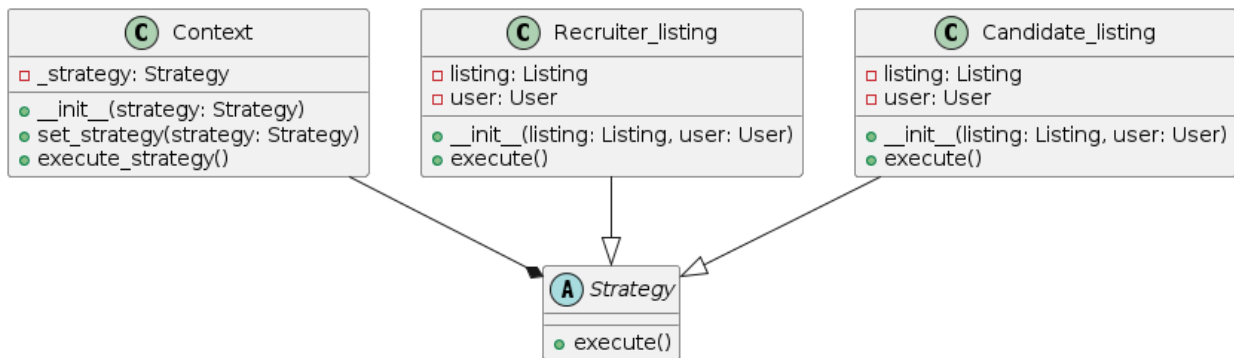 C Context
_strategy: Strategy
__init__(strategy: Strategy)
set_strategy(strategy: Strategy)
execute_strategy()
C Recruiter_listing
listing: Listing
user: User
__init__(listing: Listing, user: User)
execute()
C Candidate_listing
listing: Listing
user: User
__init__(listing: Listing, user: User)
execute()
A Strategy
execute()